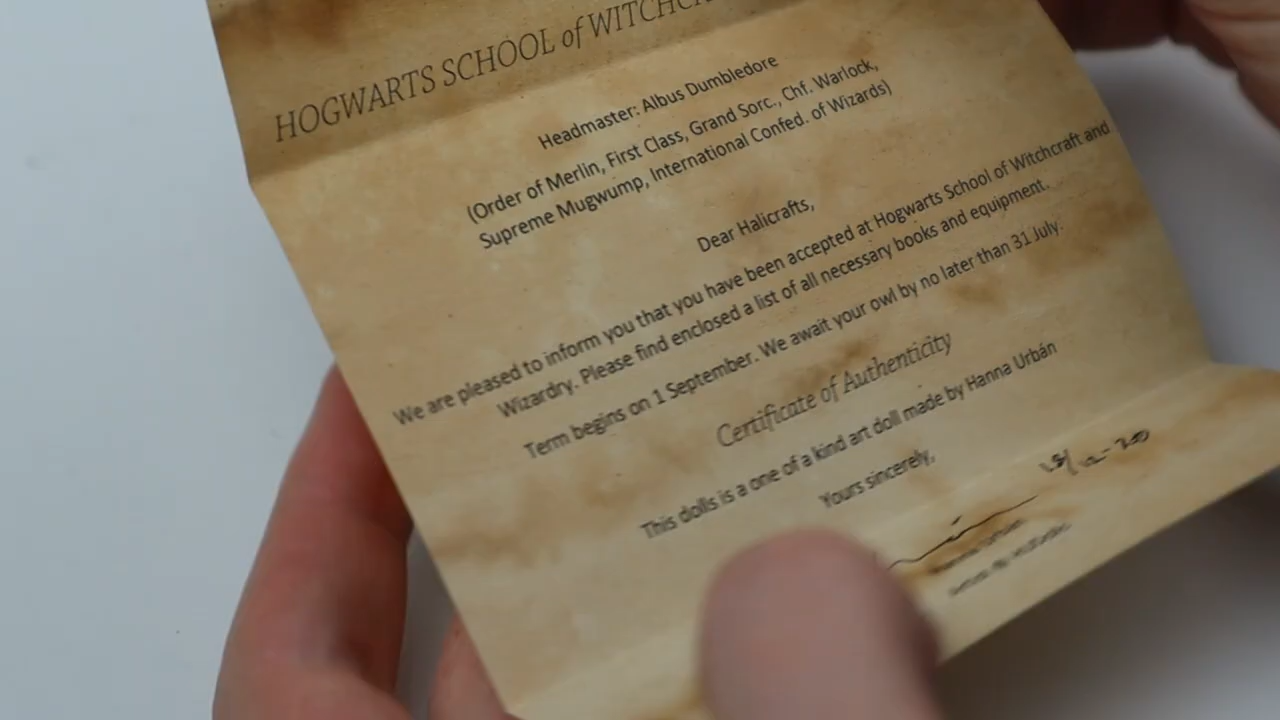 HOGWARTS SCHOOL of WITCHCRA
Headmaster: Albus Dumbledore
(Order of Merlin, First Class, Grand Sorc., Chf. Warlock,
Supreme Mugwump, International Confed. of Wizards)
Dear Halicrafts,
We are pleased to inform you that you have been accepted at Hogwarts School of Witchcraft and
Wizardry. Please find enclosed a list of all necessary books and equipment.
Term begins on 1 September. We await your owl by no later than 31 July.
Certificate of Authenticity
This dolls is a one of a kind art doll made by Hanna Urbán
Yours sincerely,